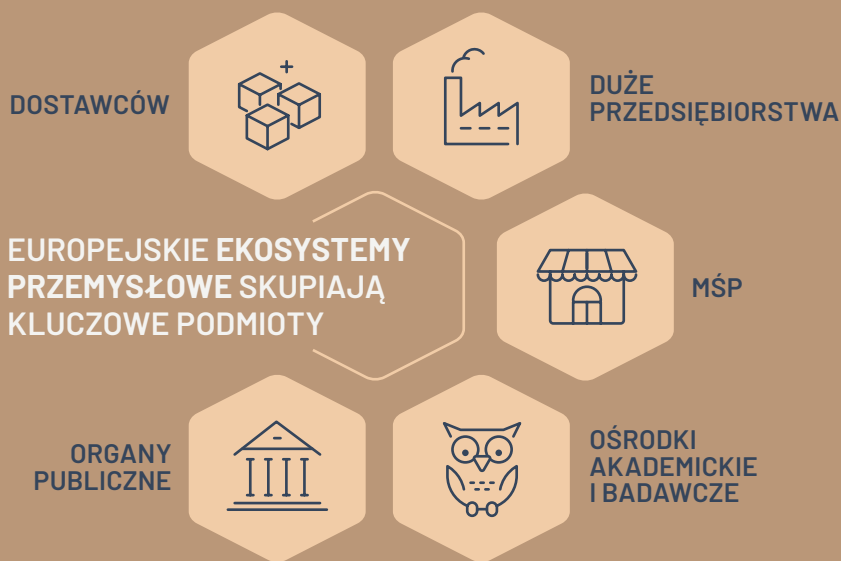 DOSTAWCÓW
DUŻE
PRZEDSIĘBIORSTWA
EUROPEJSKIE EKOSYSTEMY
PRZEMYSŁOWE SKUPIAJĄ
KLUCZOWE PODMIOTY
MŚP
ORGANY
PUBLICZNE
OŚRODKI
AKADEMICKIE
I BADAWCZE